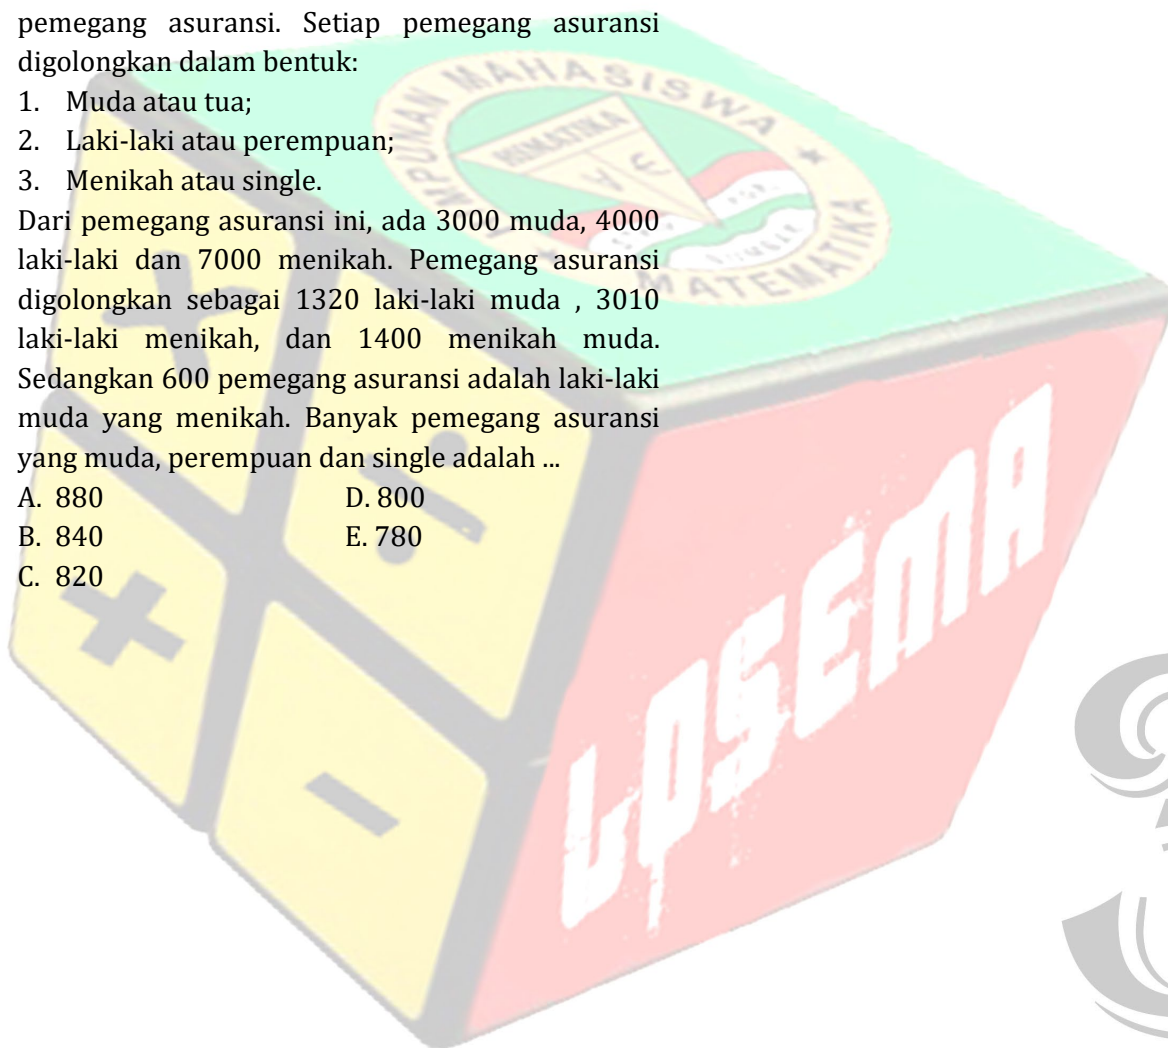 pemegang asuransi. Setiap pemegang asuransi
digolongkan dalam bentuk:
1. Muda atau tua;
2. Laki-laki atau perempuan;
3. Menikah atau single.
Dari pemegang asuransi ini, ada 3000 muda, 4000
laki-laki dan 7000 menikah. Pemegang asuransi
digolongkan sebagai 1320 laki-laki muda , 3010
laki-laki menikah, dan 1400 menikah muda.
Sedangkan 600 pemegang asuransi adalah laki-laki
muda yang menikah. Banyak pemegang asuransi
yang muda, perempuan dan single adalah ...
A. 880 D. 800
B. 840 E. 780
C. 820
MAHASISWA
MATEMATIKA
LPSEMA